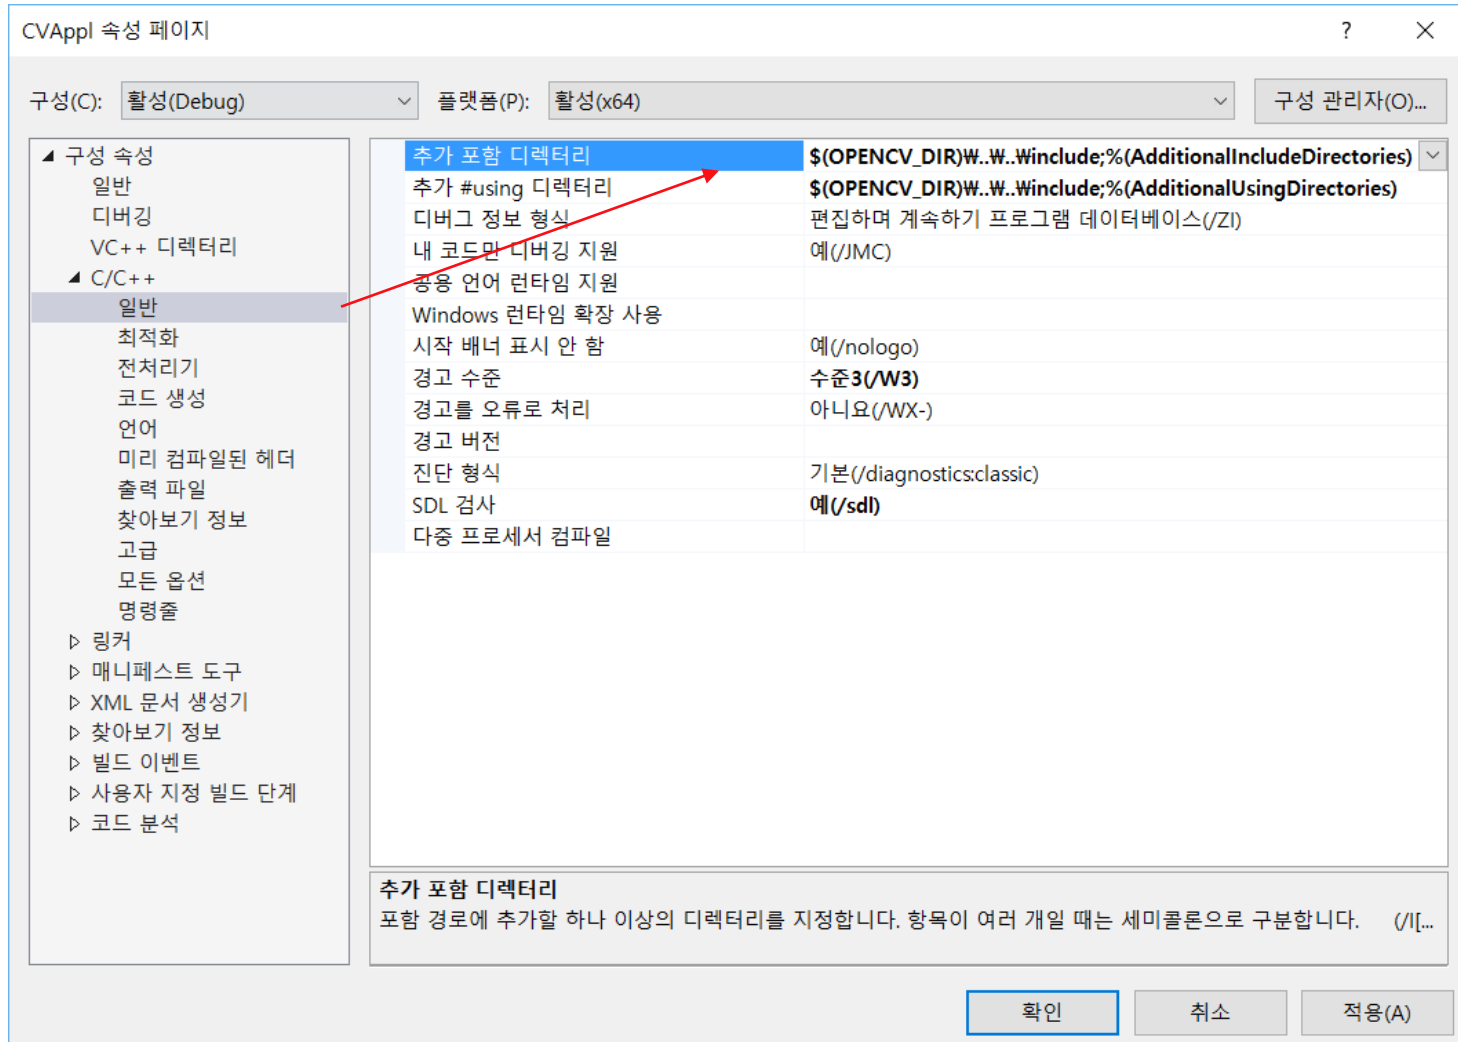 CVAppl 속성 페이지
?
구성(C): 활성(Debug) 플랫폼(P): 활성(x64) 구성 관리자(O)...
구성 속성
일반
디버깅
VC++ 디렉터리
C/C++
일반
최적화
전처리기
코드 생성
언어
미리 컴파일된 헤더
출력 파일
찾아보기 정보
고급
모든 옵션
명령줄
링커
매니페스트 도구
XML 문서 생성기
찾아보기 정보
빌드 이벤트
사용자 지정 빌드 단계
코드 분석
추가 포함 디렉터리 $(OPENCV_DIR)₩..₩..₩include;%(AdditionalIncludeDirectories)
추가 #using 디렉터리 $(OPENCV_DIR)₩..₩..₩include;%(AdditionalUsingDirectories)
디버그 정보 형식 편집하며 계속하기 프로그램 데이터베이스(/ZI)
내 코드만 디버깅 지원 예(/JMC)
공용 언어 런타임 지원
Windows 런타임 확장 사용
시작 배너 표시 안 함 예(/nologo)
경고 수준 수준3(/W3)
경고를 오류로 처리 아니요(/WX-)
경고 버전
진단 형식 기본(/diagnostics:classic)
SDL 검사 예(/sdl)
다중 프로세서 컴파일
추가 포함 디렉터리
포함 경로에 추가할 하나 이상의 디렉터리를 지정합니다. 항목이 여러 개일 때는 세미콜론으로 구분합니다. (/I[...
확인 취소 적용(A)